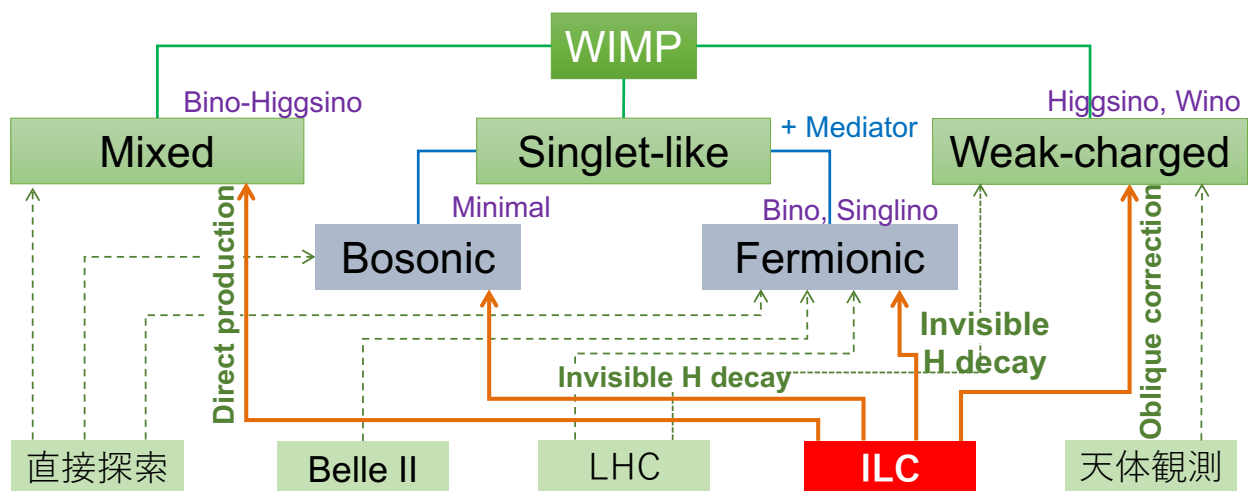 WIMP
Bino-Higgsino
Higgsino, Wino
Mixed
Singlet-like
+ Mediator
Weak-charged
Minimal
Bino, Singlino
Bosonic
Fermionic
Direct production
Invisible H decay
Invisible
H decay
Oblique correction
直接探索
Belle II
LHC
ILC
天体観測